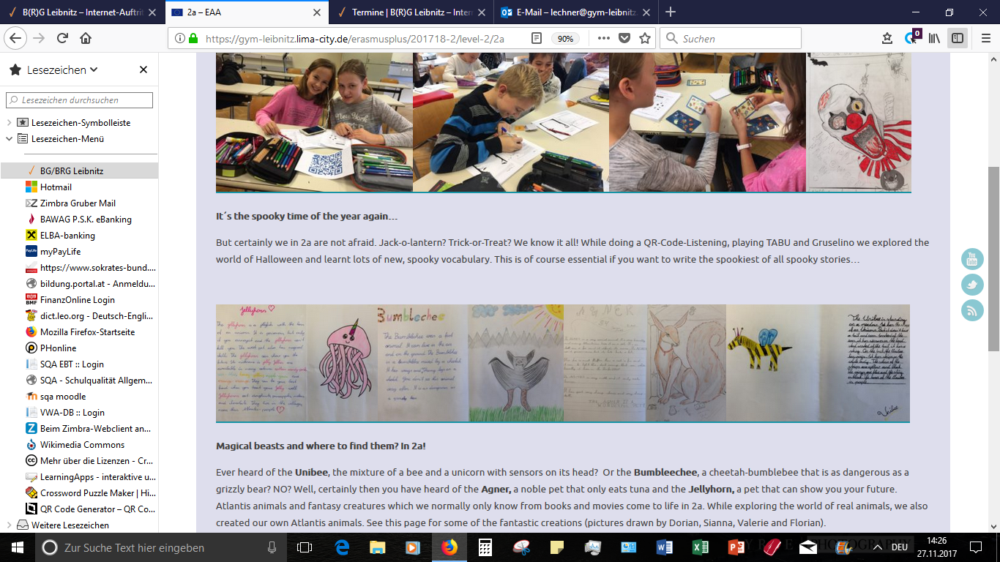 B(R)G Leibnitz – Internet-Auftrit
2a – EAA
Termine | B(R)G Leibnitz – Inter
E-Mail – lechner@gym-leibnitz.
https://gym-leibnitz.lima-city.de/erasmusplus/201718-2/level-2/2a
90%
Suchen
0
Lesezeichen
Lesezeichen durchsuchen
Lesezeichen-Symbolleiste
Lesezeichen-Menü
BG/BRG Leibnitz
Hotmail
Zimbra Gruber Mail
BAWAG P.S.K. eBanking
ELBA-banking
myPayLife
https://www.sokrates-bund....
bildung.portal.at - Anmeldu...
FinanzOnline Login
dict.leo.org - Deutsch-Engli...
Mozilla Firefox-Startseite
PHonline
SQA EBT :: Login
SQA - Schulqualität Allgem...
sqa moodle
VWA-DB :: Login
Beim Zimbra-Webclient an...
Wikimedia Commons
Mehr über die Lizenzen - Cr...
LearningApps - interaktive u...
Crossword Puzzle Maker | Hi...
QR Code Generator – QR Co...
Weitere Lesezeichen
It´s the spooky time of the year again…
But certainly we in 2a are not afraid. Jack-o-lantern? Trick-or-Treat? We know it all! While doing a QR-Code-Listening, playing TABU and Gruselino we explored the
world of Halloween and learnt lots of new, spooky vocabulary. This is of course essential if you want to write the spookiest of all spooky stories…
Jellyhorn
Bumblechee
Unibee
Magical beasts and where to find them? In 2a!
Ever heard of the Unibee, the mixture of a bee and a unicorn with sensors on its head? Or the Bumbleechee, a cheetah-bumblebee that is as dangerous as a
grizzly bear? NO? Well, certainly then you have heard of the Agner, a noble pet that only eats tuna and the Jellyhorn, a pet that can show you your future.
Atlantis animals and fantasy creatures which we normally only know from books and movies come to life in 2a. While exploring the world of real animals, we also
created our own Atlantis animals. See this page for some of the fantastic creations (pictures drawn by Dorian, Sianna, Valerie and Florian).
You Tube
Zur Suche Text hier eingeben
DEU
14:26
27.11.2017